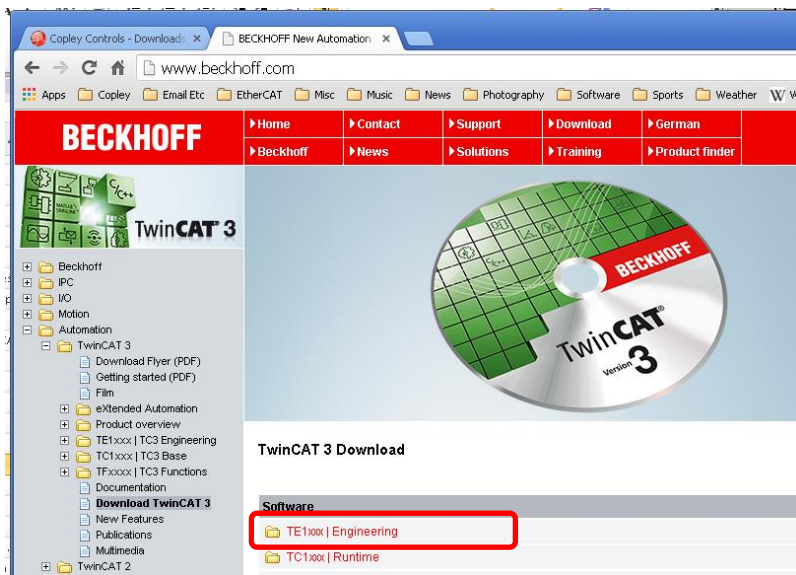 Copley Controls - Downloads
BECKHOFF New Automation
www.beckhoff.com
Apps Copley Email Etc EtherCAT Misc Music News Photography Software Sports Weather W
BECKHOFF
Home Contact Support Download German
Beckhoff News Solutions Training Product finder
C/C++
TwinCAT® 3
BECKHOFF
TwinCAT®
Version 3
Beckhoff
IPC
I/O
Motion
Automation
TwinCAT 3
Download Flyer (PDF)
Getting started (PDF)
Film
eXtended Automation
Product overview
TE1xxx | TC3 Engineering
TC1xxx | TC3 Base
TFxxxx | TC3 Functions
Documentation
Download TwinCAT 3
New Features
Publications
Multimedia
TwinCAT 2
TwinCAT 3 Download
Software
TE1xxx | Engineering
TC1xxx | Runtime